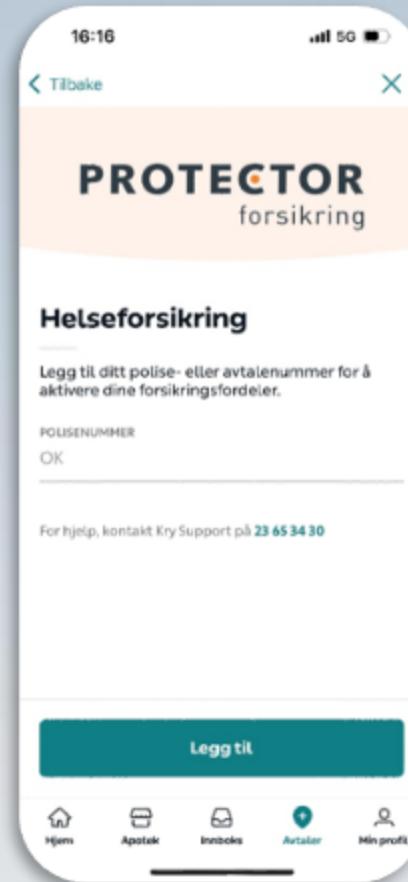 16:16
5G
Tilbake
PROTECTOR
forsikring
Helseforsikring
Legg til ditt polise- eller avtalenummer for å
aktivere dine forsikringsfordeler.
POLISENUMMER
OK
For hjelp, kontakt Kry Support på 23 65 34 30
Legg til
Hjem Apotek Innboks Avtaler Min profil